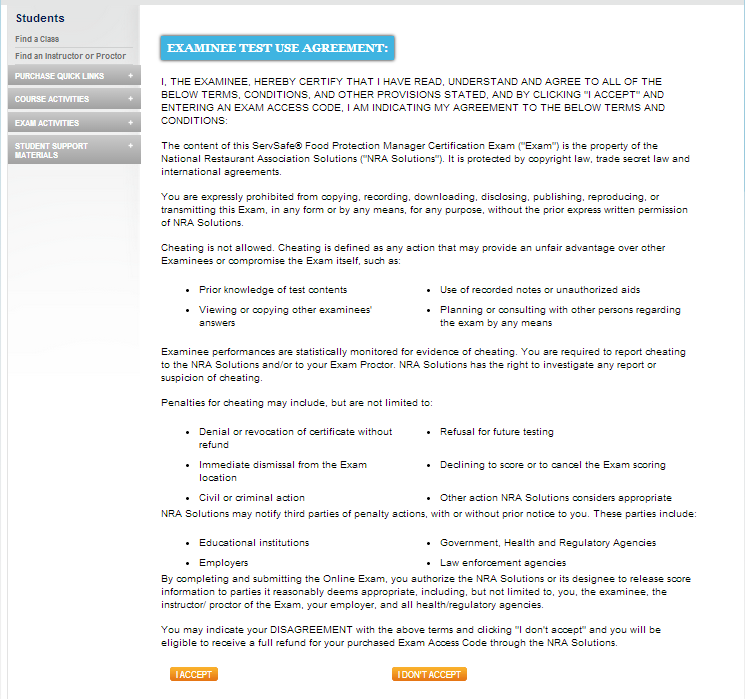 Students
Find a Class
Find an Instructor or Proctor
PURCHASE QUICK LINKS +
COURSE ACTIVITIES +
EXAM ACTIVITIES +
STUDENT SUPPORT +
MATERIALS
EXAMINEE TEST USE AGREEMENT:
I, THE EXAMINEE, HEREBY CERTIFY THAT I HAVE READ, UNDERSTAND AND AGREE TO ALL OF THE
BELOW TERMS, CONDITIONS, AND OTHER PROVISIONS STATED, AND BY CLICKING "I ACCEPT" AND
ENTERING AN EXAM ACCESS CODE, I AM INDICATING MY AGREEMENT TO THE BELOW TERMS AND
CONDITIONS:
The content of this ServSafe® Food Protection Manager Certification Exam ("Exam") is the property of the
National Restaurant Association Solutions ("NRA Solutions"). It is protected by copyright law, trade secret law and
international agreements.
You are expressly prohibited from copying, recording, downloading, disclosing, publishing, reproducing, or
transmitting this Exam, in any form or by any means, for any purpose, without the prior express written permission
of NRA Solutions.
Cheating is not allowed. Cheating is defined as any action that may provide an unfair advantage over other
Examinees or compromise the Exam itself, such as:
• Prior knowledge of test contents
• Use of recorded notes or unauthorized aids
• Viewing or copying other examinees'
answers
• Planning or consulting with other persons regarding
the exam by any means
Examinee performances are statistically monitored for evidence of cheating. You are required to report cheating
to the NRA Solutions and/or to your Exam Proctor. NRA Solutions has the right to investigate any report or
suspicion of cheating.
Penalties for cheating may include, but are not limited to:
• Denial or revocation of certificate without
refund
• Refusal for future testing
• Immediate dismissal from the Exam
location
• Declining to score or to cancel the Exam scoring
• Civil or criminal action
• Other action NRA Solutions considers appropriate
NRA Solutions may notify third parties of penalty actions, with or without prior notice to you. These parties include:
• Educational institutions
• Government, Health and Regulatory Agencies
• Employers
• Law enforcement agencies
By completing and submitting the Online Exam, you authorize the NRA Solutions or its designee to release score
information to parties it reasonably deems appropriate, including, but not limited to, you, the examinee, the
instructor/ proctor of the Exam, your employer, and all health/regulatory agencies.
You may indicate your DISAGREEMENT with the above terms and clicking "I don't accept" and you will be
eligible to receive a full refund for your purchased Exam Access Code through the NRA Solutions.
I ACCEPT
I DON'T ACCEPT